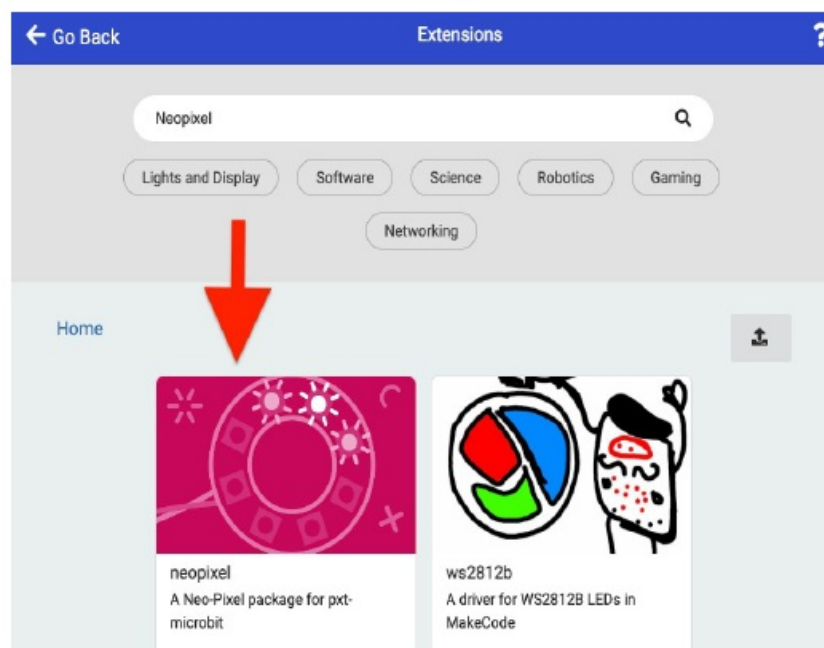 Go Back
Extensions
?
Neopixel
Lights and Display
Software
Science
Robotics
Gaming
Networking
Home
neopixel
A Neo-Pixel package for pxt-
microbit
ws2812b
A driver for WS2812B LEDs in
MakeCode